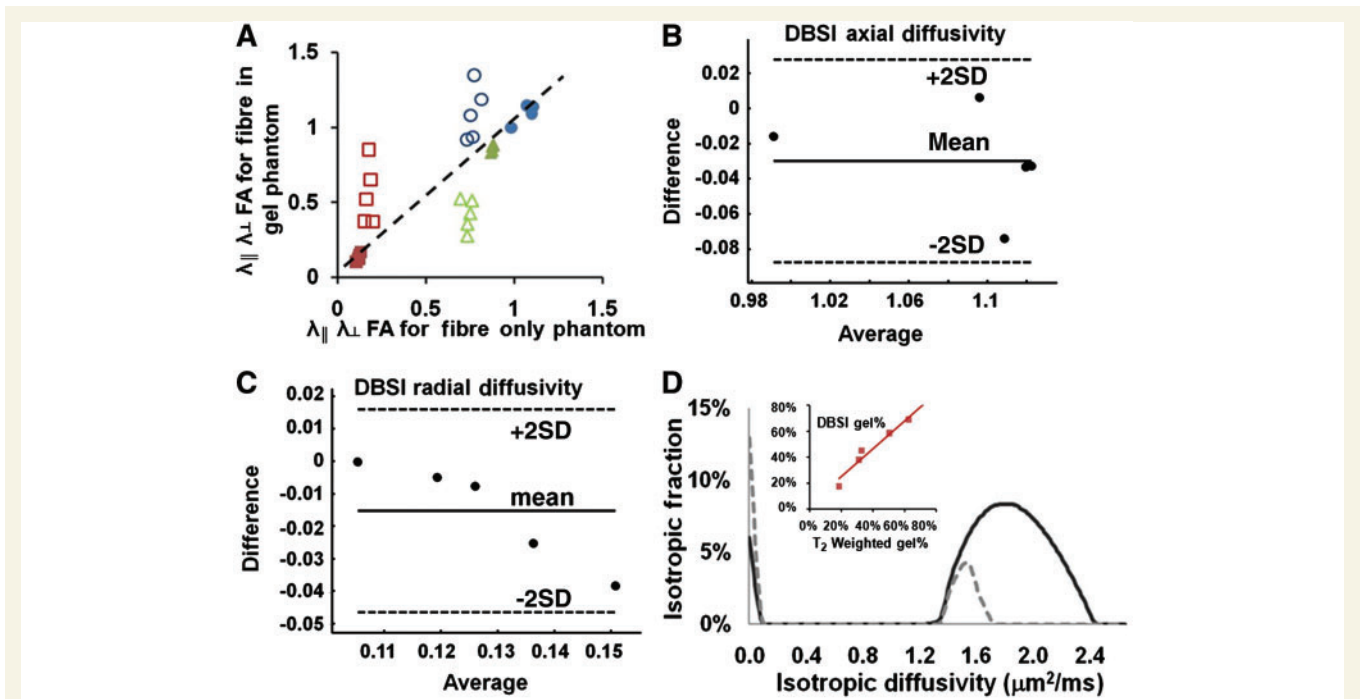 A
1.5
1
0.5
0
0
0.5
1
1.5
λ∥ λ⊥ FA for fibre in
gel phantom
λ∥ λ⊥ FA for fibre only phantom
B
DBSI axial diffusivity
0.02
0
-0.02
-0.04
-0.06
-0.08
+2SD
Mean
-2SD
Difference
0.98
1.02
1.06
1.1
Average
C
DBSI radial diffusivity
0.02
0.01
0
-0.01
-0.02
-0.03
-0.04
-0.05
+2SD
mean
-2SD
Difference
0.11
0.12
0.13
0.14
0.15
Average
D
15%
10%
5%
0%
Isotropic fraction
80%
60%
40%
20%
0%
DBSI gel%
0% 20% 40% 60% 80%
T₂ Weighted gel%
0.0 0.4 0.8 1.2 1.6 2.0 2.4
Isotropic diffusivity (μm²/ms)